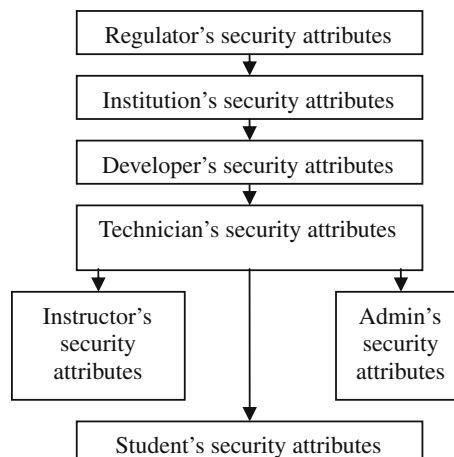 Regulator’s security attributes
Institution’s security attributes
Developer’s security attributes
Technician’s security attributes
Instructor’s
security
attributes
Admin’s
security
attributes
Student’s security attributes